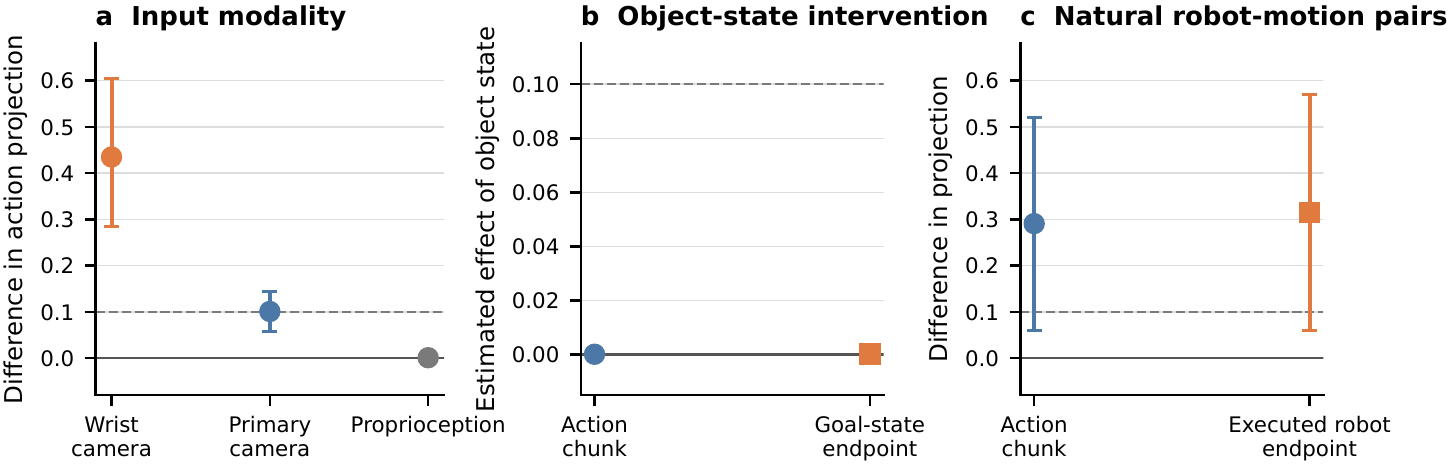 a Input modality
Difference in action projection
0.6
0.5
0.4
0.3
0.2
0.1
0.0
Wrist
camera
Primary
camera
Proprioception
b Object-state intervention
Estimated effect of object state
0.10
0.08
0.06
0.04
0.02
0.00
Action
chunk
Goal-state
endpoint
c Natural robot-motion pairs
Difference in projection
0.6
0.5
0.4
0.3
0.2
0.1
0.0
Action
chunk
Executed robot
endpoint